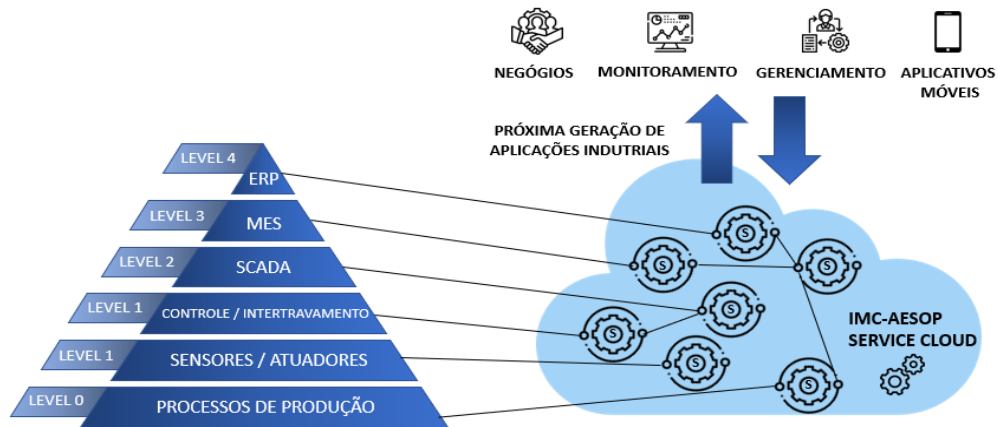 NEGÓGIOS
MONITORAMENTO
GERENCIAMENTO
APLICATIVOS
MÓVEIS
PRÓXIMA GERAÇÃO DE
APLICAÇÕES INDUTRIAIS
LEVEL 4
ERP
LEVEL 3
MES
LEVEL 2
SCADA
LEVEL 1
CONTROLE / INTERTRAVAMENTO
LEVEL 1
SENSORES / ATUADORES
LEVEL 0
PROCESSOS DE PRODUÇÃO
S
S
S
S
S
S
S
IMC-AESOP
SERVICE CLOUD